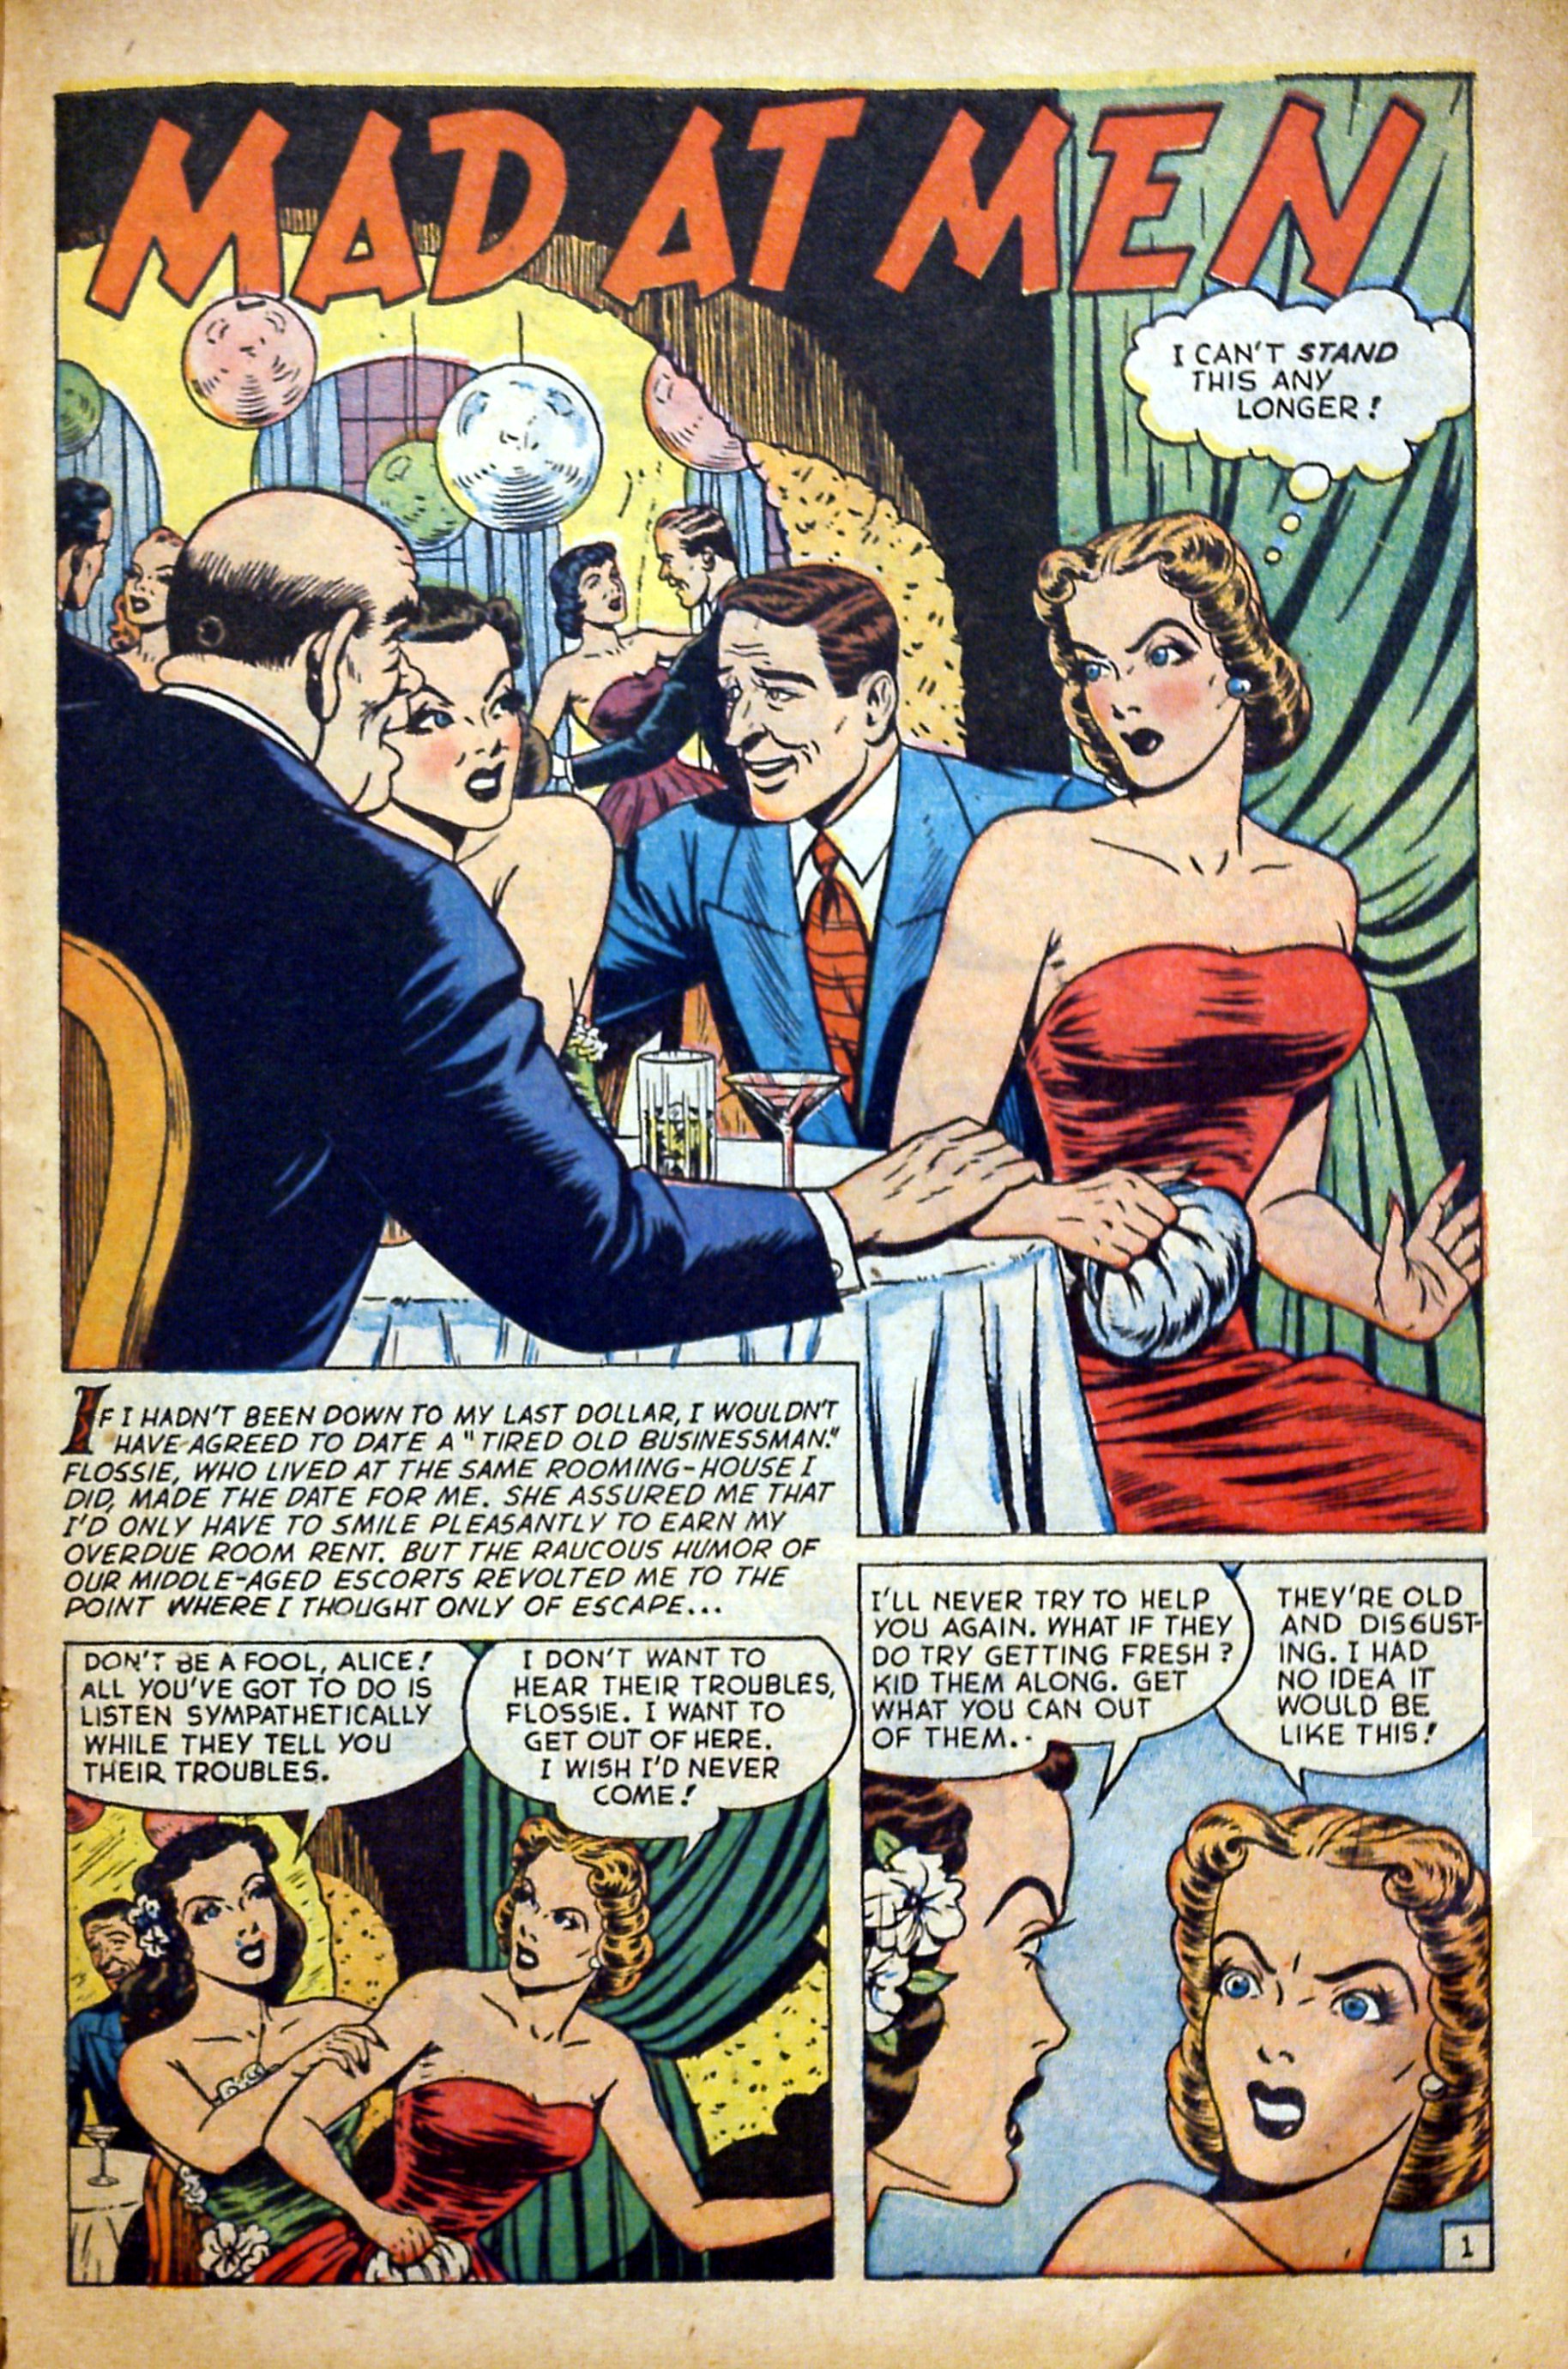 MAD AT MEN
I CAN'T STAND
THIS ANY
LONGER!
IF I HADN'T BEEN DOWN TO MY LAST DOLLAR, I WOULDN'T
HAVE AGREED TO DATE A "TIRED OLD BUSINESSMAN."
FLOSSIE, WHO LIVED AT THE SAME ROOMING-HOUSE I
DID, MADE THE DATE FOR ME. SHE ASSURED ME THAT
I'D ONLY HAVE TO SMILE PLEASANTLY TO EARN MY
OVERDUE ROOM RENT. BUT THE RAUCOUS HUMOR OF
OUR MIDDLE-AGED ESCORTS REVOLTED ME TO THE
POINT WHERE I THOUGHT ONLY OF ESCAPE...
DON'T BE A FOOL, ALICE!
ALL YOU'VE GOT TO DO IS
LISTEN SYMPATHETICALLY
WHILE THEY TELL YOU
THEIR TROUBLES.
I DON'T WANT TO
HEAR THEIR TROUBLES,
FLOSSIE. I WANT TO
GET OUT OF HERE.
I WISH I'D NEVER
COME!
I'LL NEVER TRY TO HELP
YOU AGAIN. WHAT IF THEY
DO TRY GETTING FRESH?
KID THEM ALONG. GET
WHAT YOU CAN OUT
OF THEM..
THEY'RE OLD
AND DISGUST-
ING. I HAD
NO IDEA IT
WOULD BE
LIKE THIS!
1